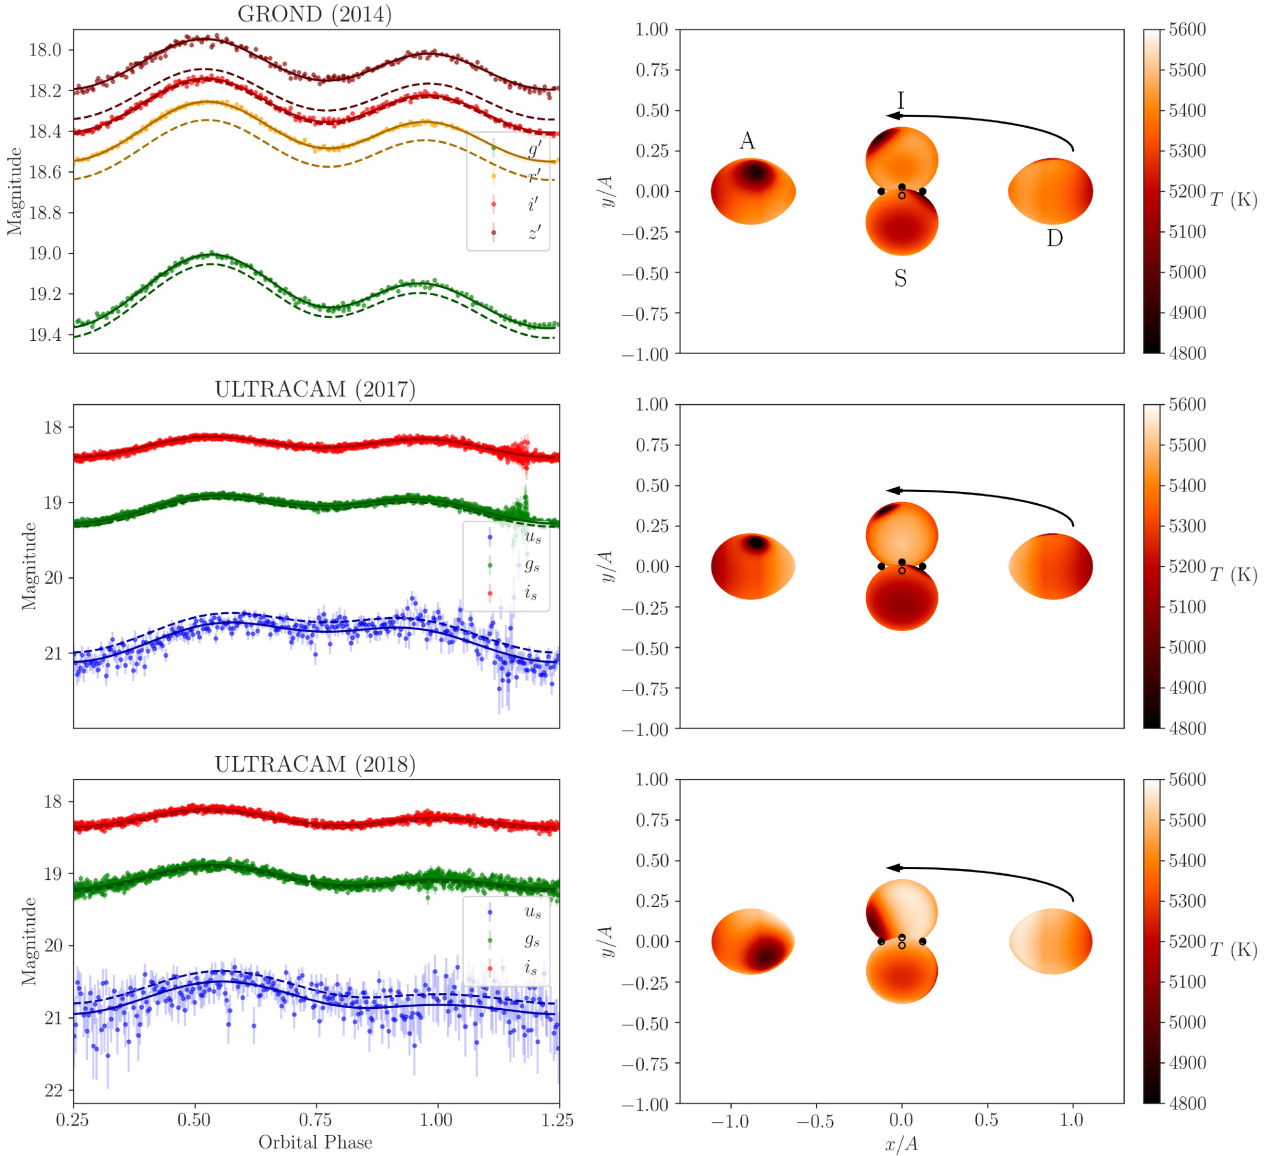 GROND (2014)
18.0
18.2
18.4
18.6
18.8
19.0
19.2
19.4
Magnitude
g′
r′
i′
z′
1.00
0.75
0.50
0.25
0.00
−0.25
−0.50
−0.75
−1.00
y/A
A
I
S
D
5600
5500
5400
5300
5200
5100
5000
4900
4800
T (K)
ULTRACAM (2017)
18
19
20
21
Magnitude
u_s
g_s
i_s
1.00
0.75
0.50
0.25
0.00
−0.25
−0.50
−0.75
−1.00
y/A
5600
5500
5400
5300
5200
5100
5000
4900
4800
T (K)
ULTRACAM (2018)
18
19
20
21
22
Magnitude
u_s
g_s
i_s
0.25 0.50 0.75 1.00 1.25
Orbital Phase
1.00
0.75
0.50
0.25
0.00
−0.25
−0.50
−0.75
−1.00
y/A
−1.0 −0.5 0.0 0.5 1.0
x/A
5600
5500
5400
5300
5200
5100
5000
4900
4800
T (K)